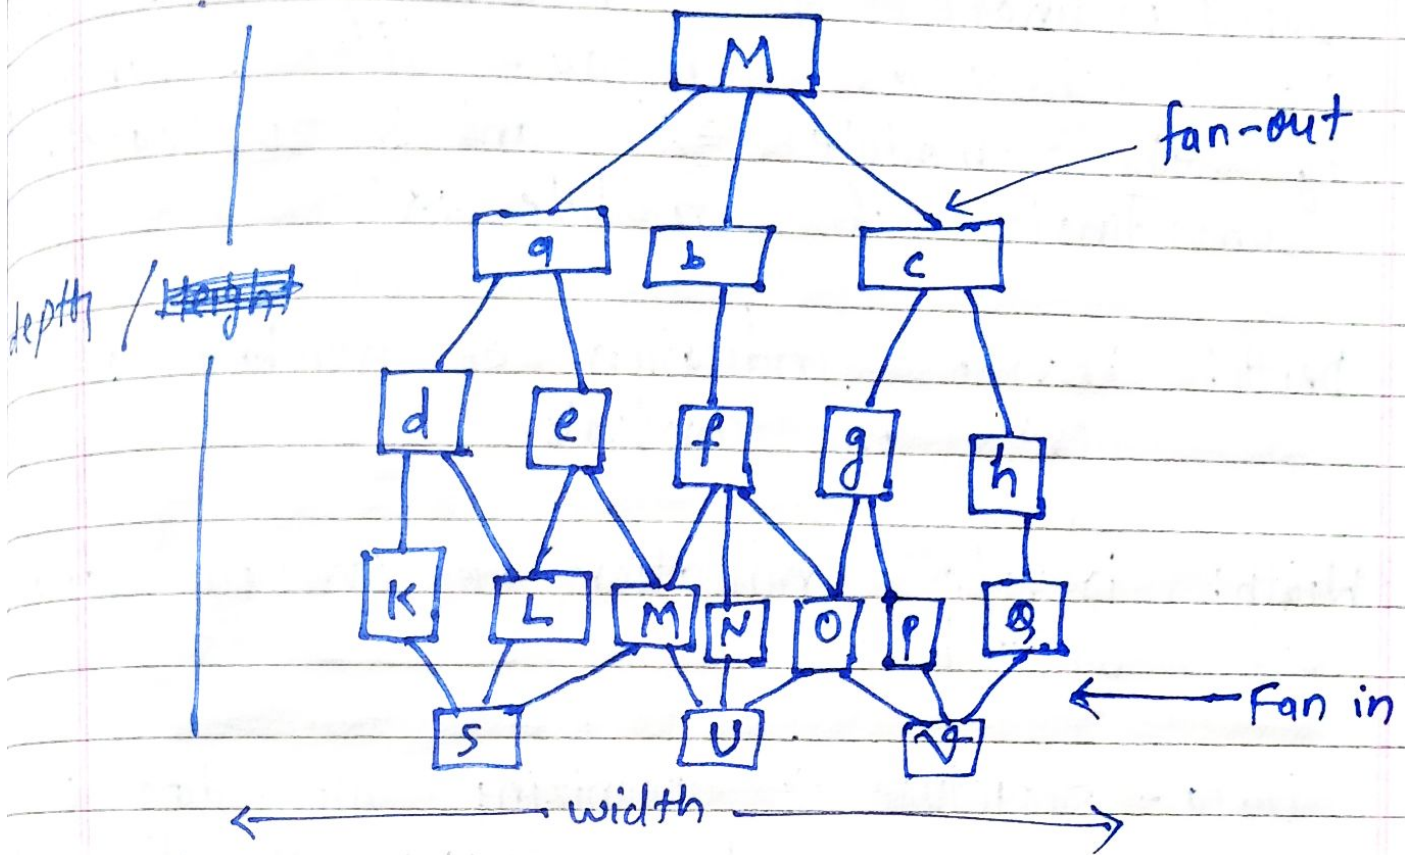 M
fan-out
a b c
depth /
d e f g h
K L M N O P Q
Fan in
S U V
width